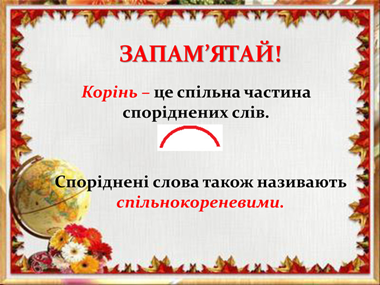 ЗАПАМ’ЯТАЙ!
Корінь – це спільна частина
споріднених слів.
Споріднені слова також називають
спільнокореневими.